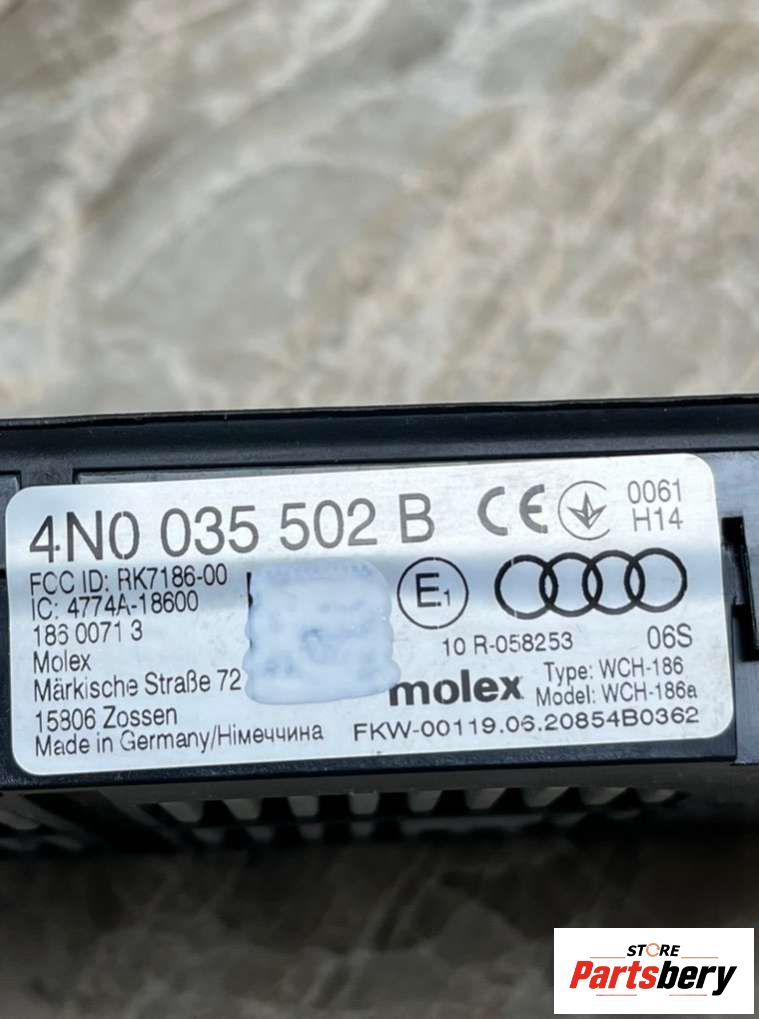 4N0 035 502 B
CE
0061
H14
FCC ID: RK7186-00
IC: 4774A-18600
186 0071 3
Molex
Märkische Straße 72
15806 Zossen
Made in Germany/Німеччина
E1
10 R-058253
06S
molex
Type: WCH-186
Model: WCH-186a
FKW-00119.06.20854B0362
STORE
Partsbery